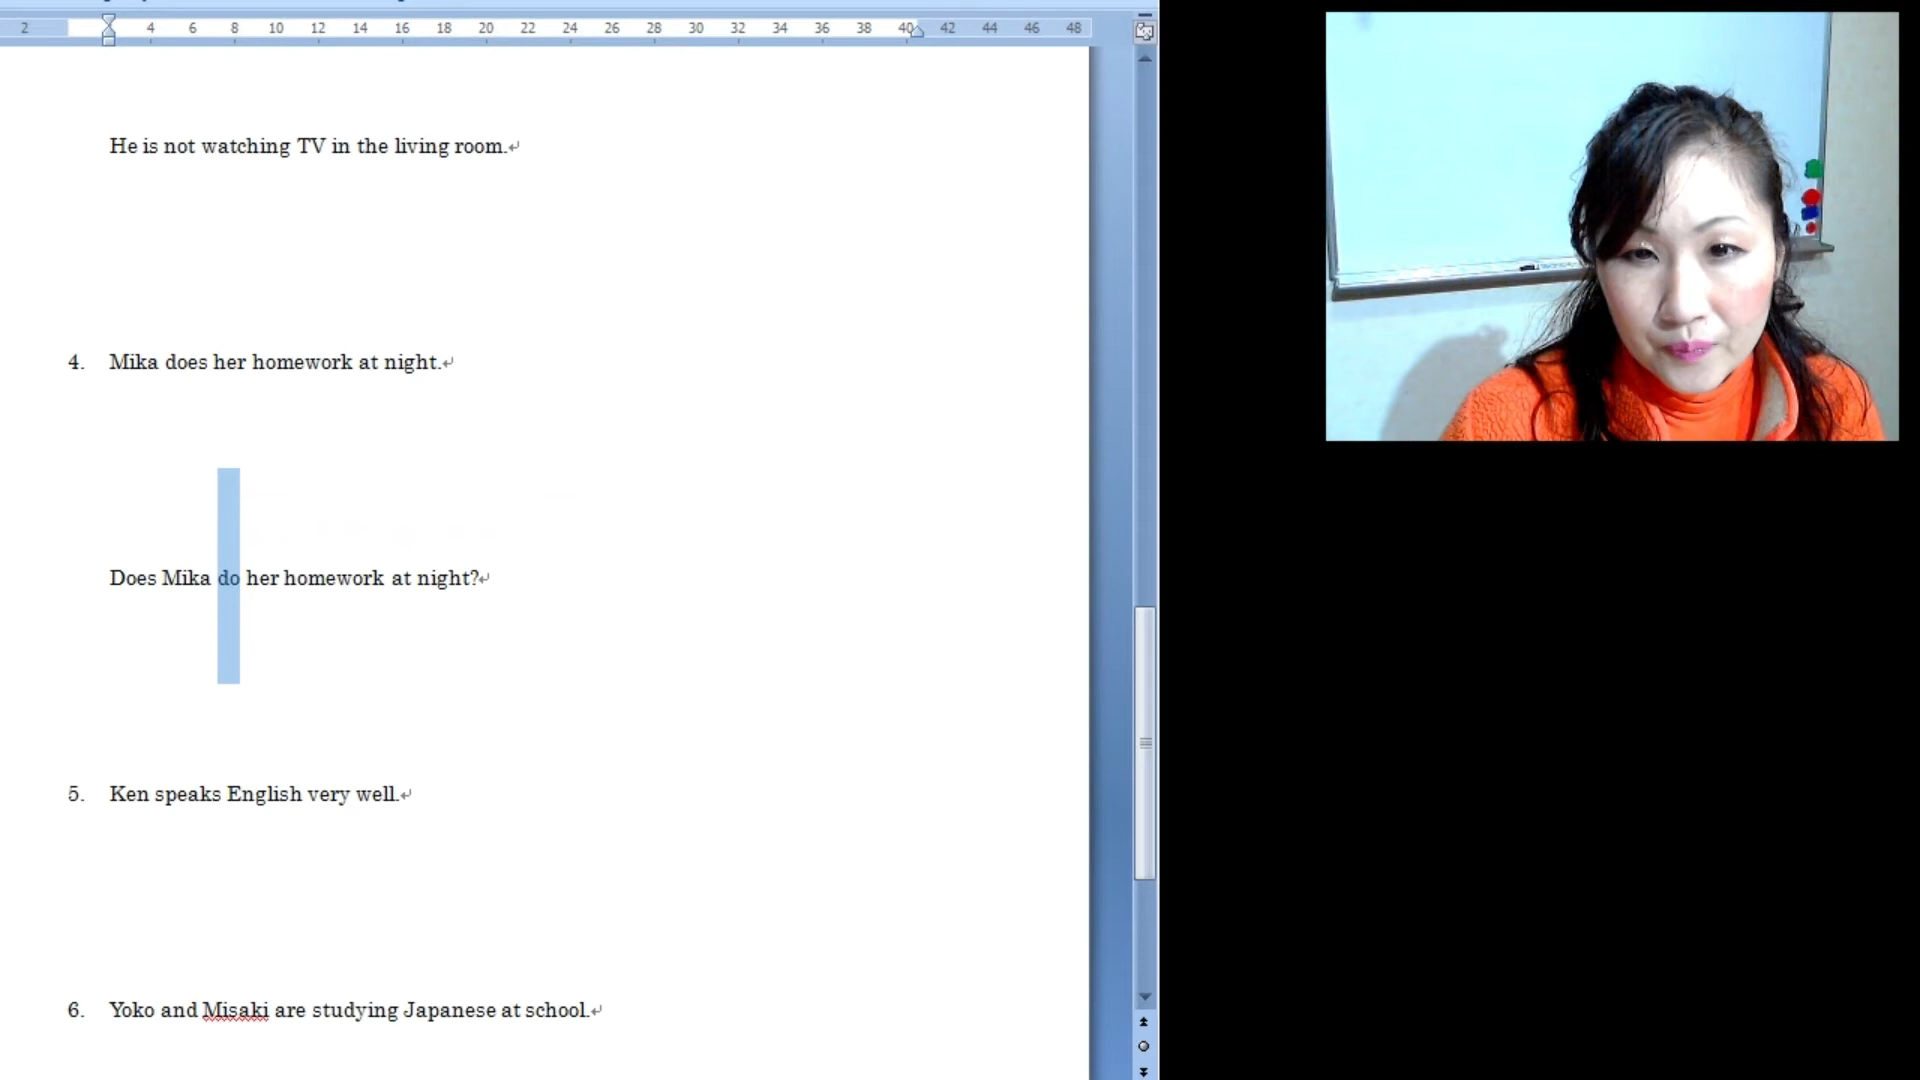 2 4 6 8 10 12 14 16 18 20 22 24 26 28 30 32 34 36 38 40 42 44 46 48
He is not watching TV in the living room.
4. Mika does her homework at night.
Does Mika do her homework at night?
5. Ken speaks English very well.
6. Yoko and Misaki are studying Japanese at school.